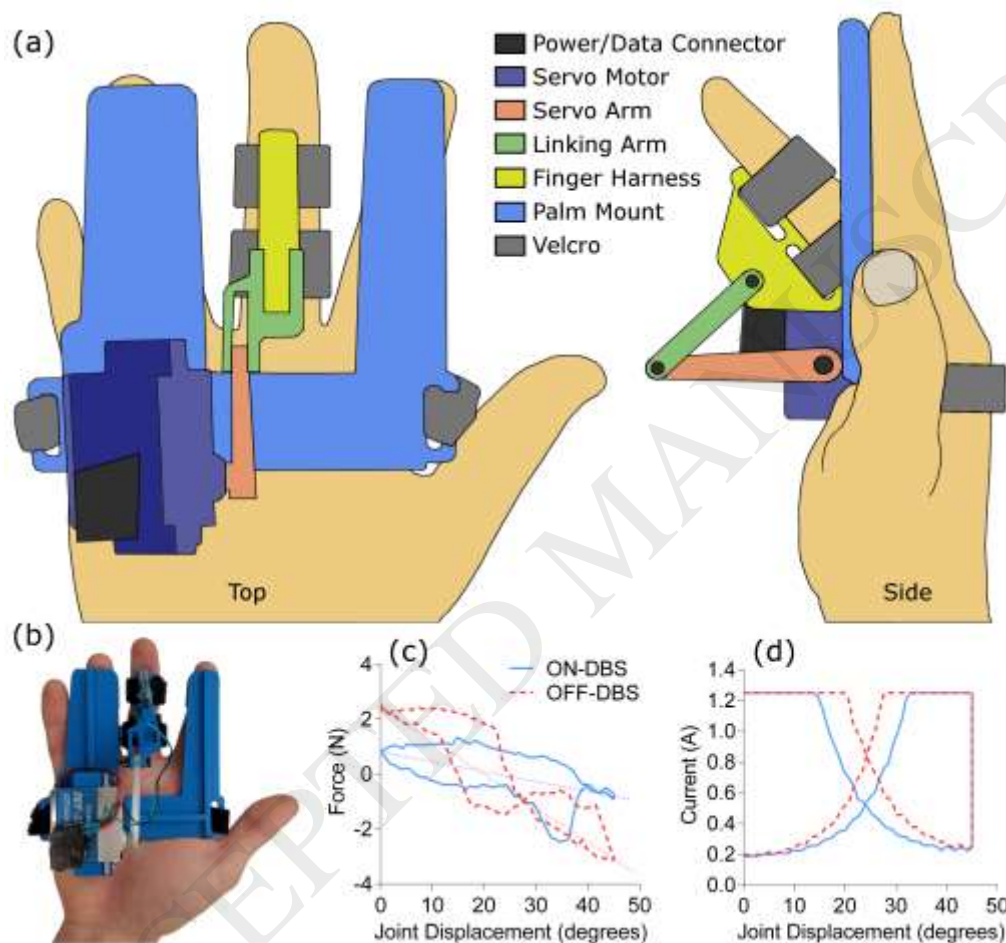 (a)
Power/Data Connector
Servo Motor
Servo Arm
Linking Arm
Finger Harness
Palm Mount
Velcro
Top
Side
(b)
(c)
ON-DBS
OFF-DBS
Force (N)
4
2
0
-2
-4
0 10 20 30 40 50
Joint Displacement (degrees)
(d)
Current (A)
1.4
1.2
1.0
0.8
0.6
0.4
0.2
0.0
0 10 20 30 40 50
Joint Displacement (degrees)
EPTED MANUSC